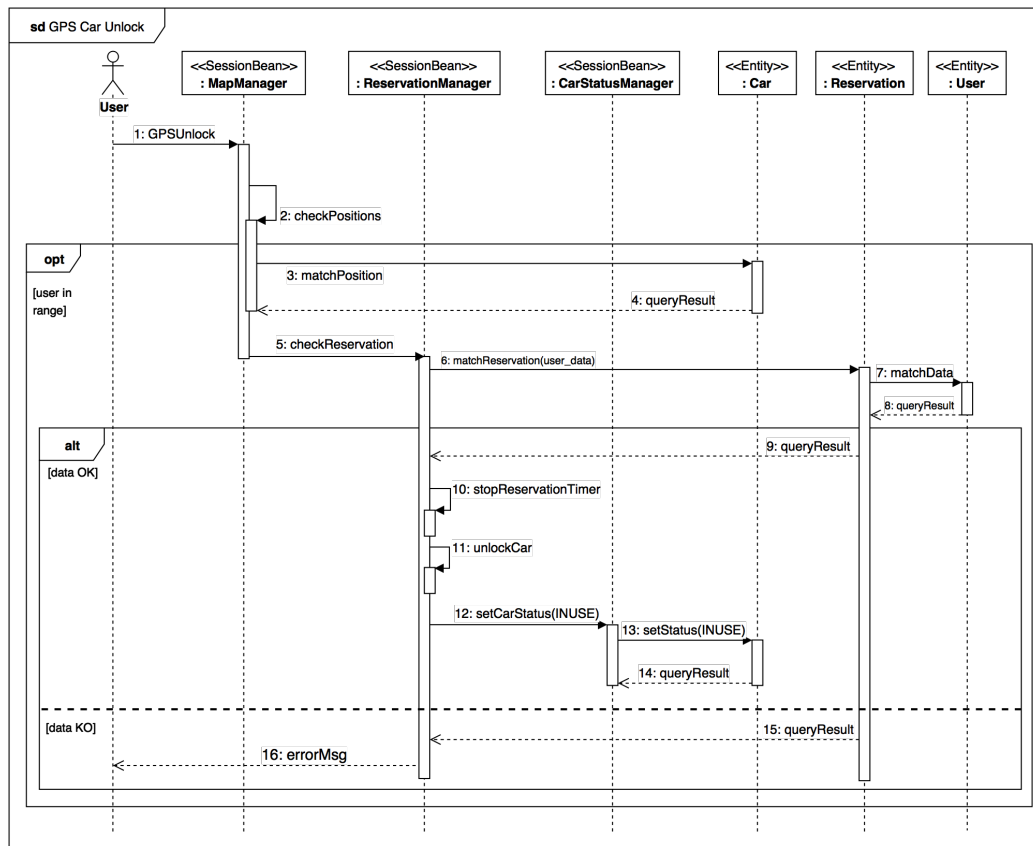 sd GPS Car Unlock
<<SessionBean>>
: MapManager
<<SessionBean>>
: ReservationManager
<<SessionBean>>
: CarStatusManager
<<Entity>>
: Car
<<Entity>>
: Reservation
<<Entity>>
: User
User
1: GPSUnlock
2: checkPositions
opt
[user in
range]
3: matchPosition
4: queryResult
5: checkReservation
6: matchReservation(user_data)
7: matchData
8: queryResult
alt
[data OK]
9: queryResult
10: stopReservationTimer
11: unlockCar
12: setCarStatus(INUSE)
13: setStatus(INUSE)
14: queryResult
[data KO]
15: queryResult
16: errorMsg